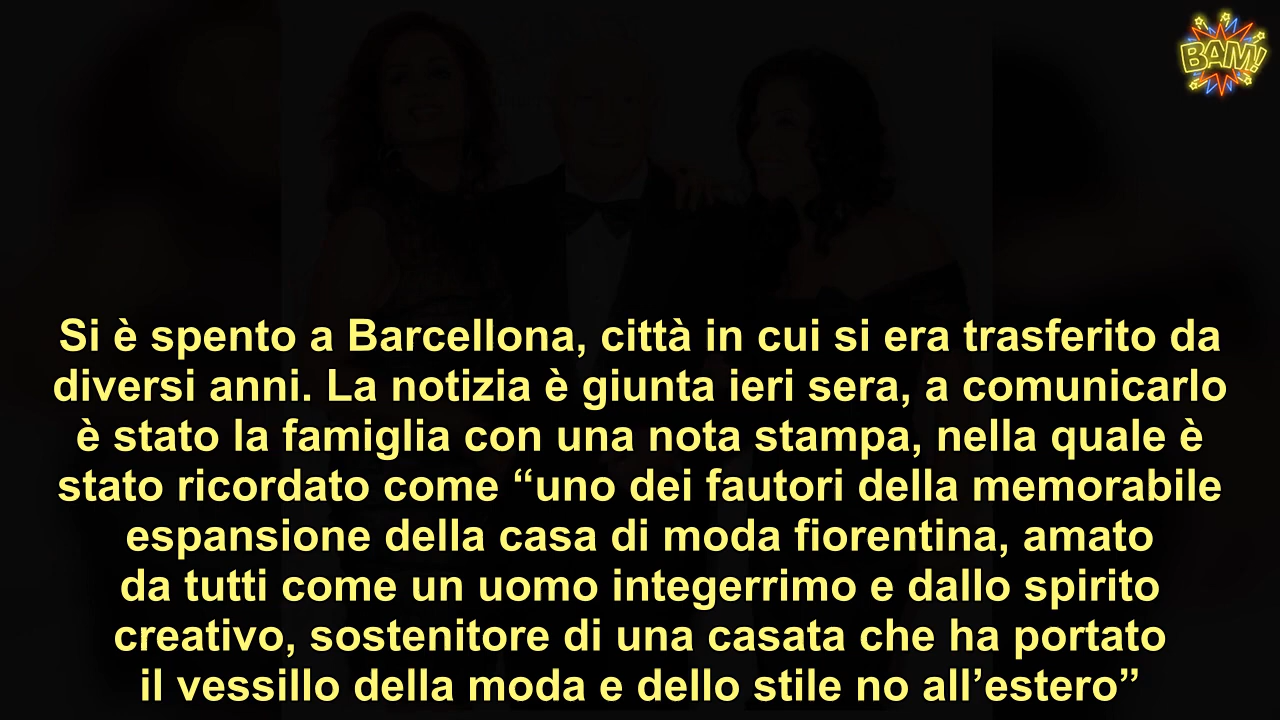 BAM!
Si è spento a Barcellona, città in cui si era trasferito da
diversi anni. La notizia è giunta ieri sera, a comunicarlo
è stato la famiglia con una nota stampa, nella quale è
stato ricordato come “uno dei fautori della memorabile
espansione della casa di moda fiorentina, amato
da tutti come un uomo integerrimo e dallo spirito
creativo, sostenitore di una casata che ha portato
il vessillo della moda e dello stile no all’estero”